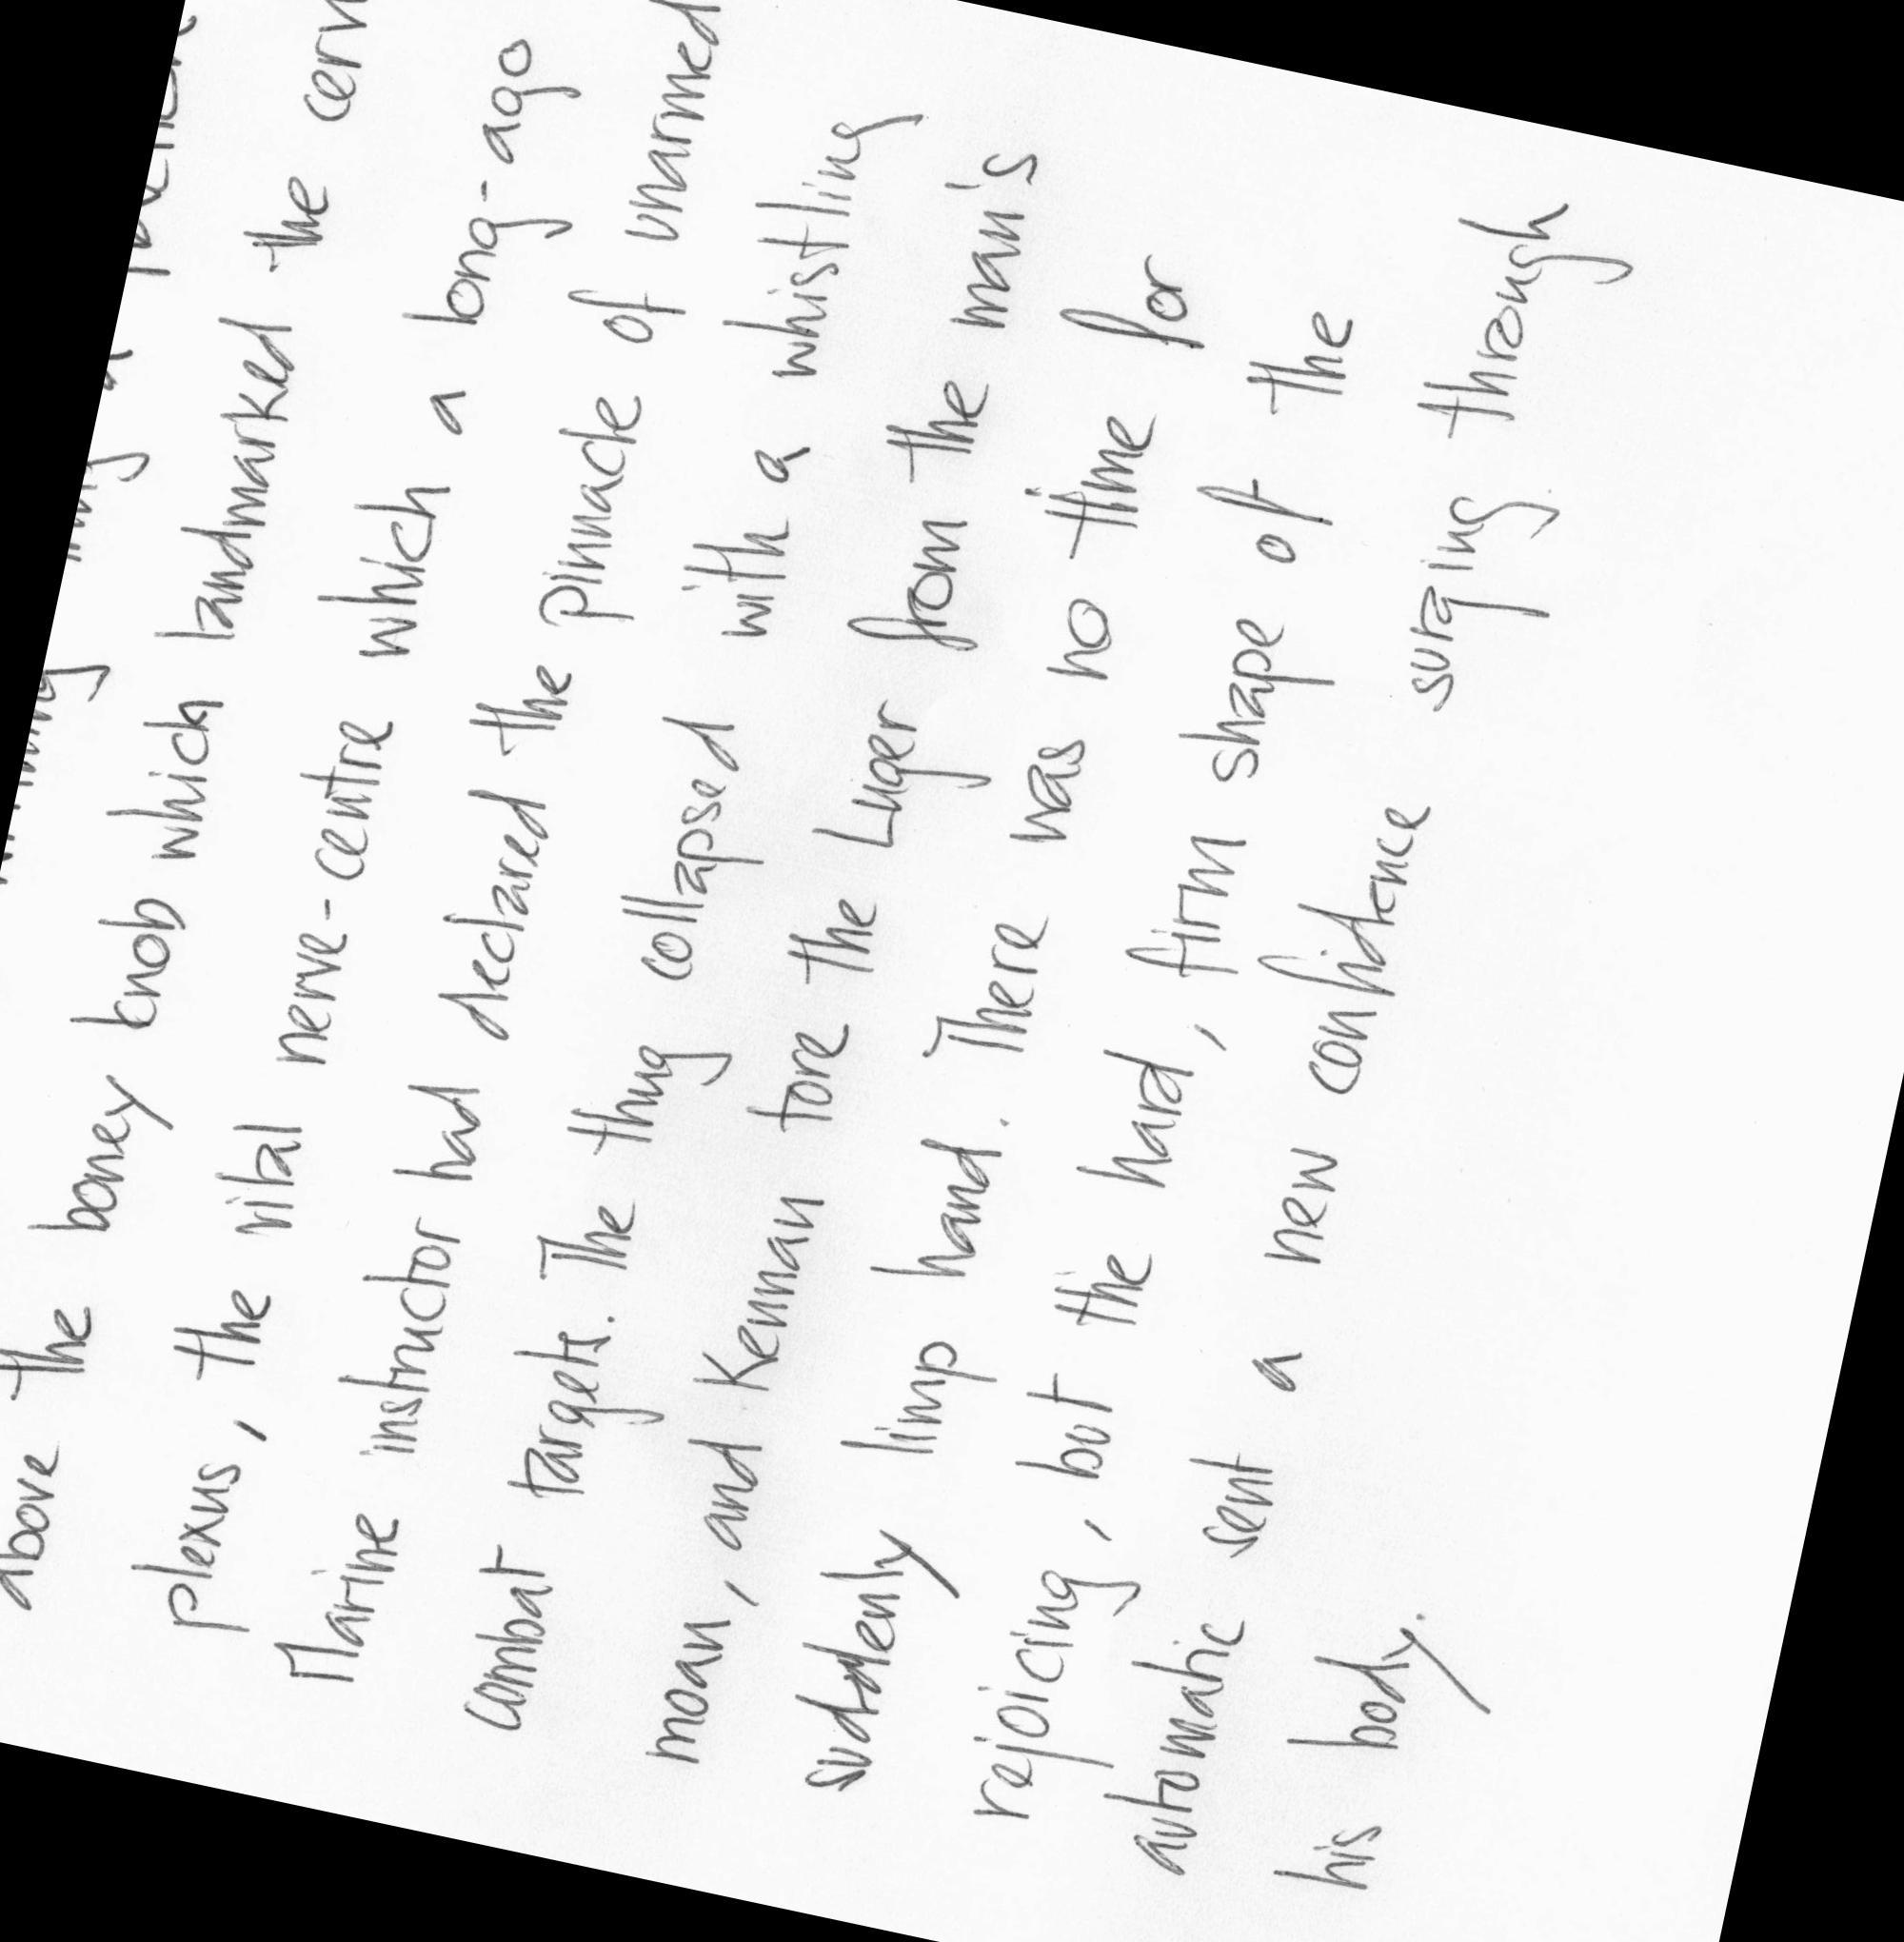 above the boney knob which landmarked the cerv
plexus, the vital nerve-centre which a long-ago
Marine instructor had declared the pinnacle of unarmed
combat targets. The thug collapsed with a whistling
moan, and Kennan tore the Luger from the man's
suddenly limp hand. There was no time for
rejoicing, but the hard, firm shape of the
automatic sent a new confidence surging through
his body.